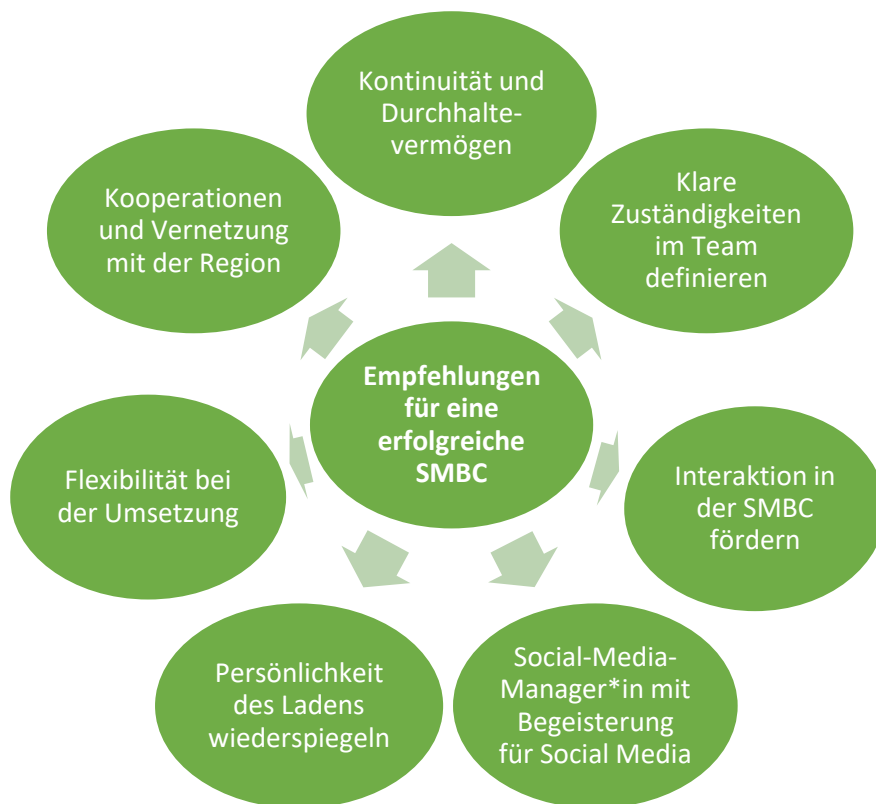 Kontinuität und
Durchhalte-
vermögen
Klare
Zuständigkeiten
im Team
definieren
Interaktion in
der SMBC
fördern
Social-Media-
Manager*in mit
Begeisterung
für Social Media
Persönlichkeit
des Ladens
wiederspiegeln
Flexibilität bei
der Umsetzung
Kooperationen
und Vernetzung
mit der Region
Empfehlungen
für eine
erfolgreiche
SMBC